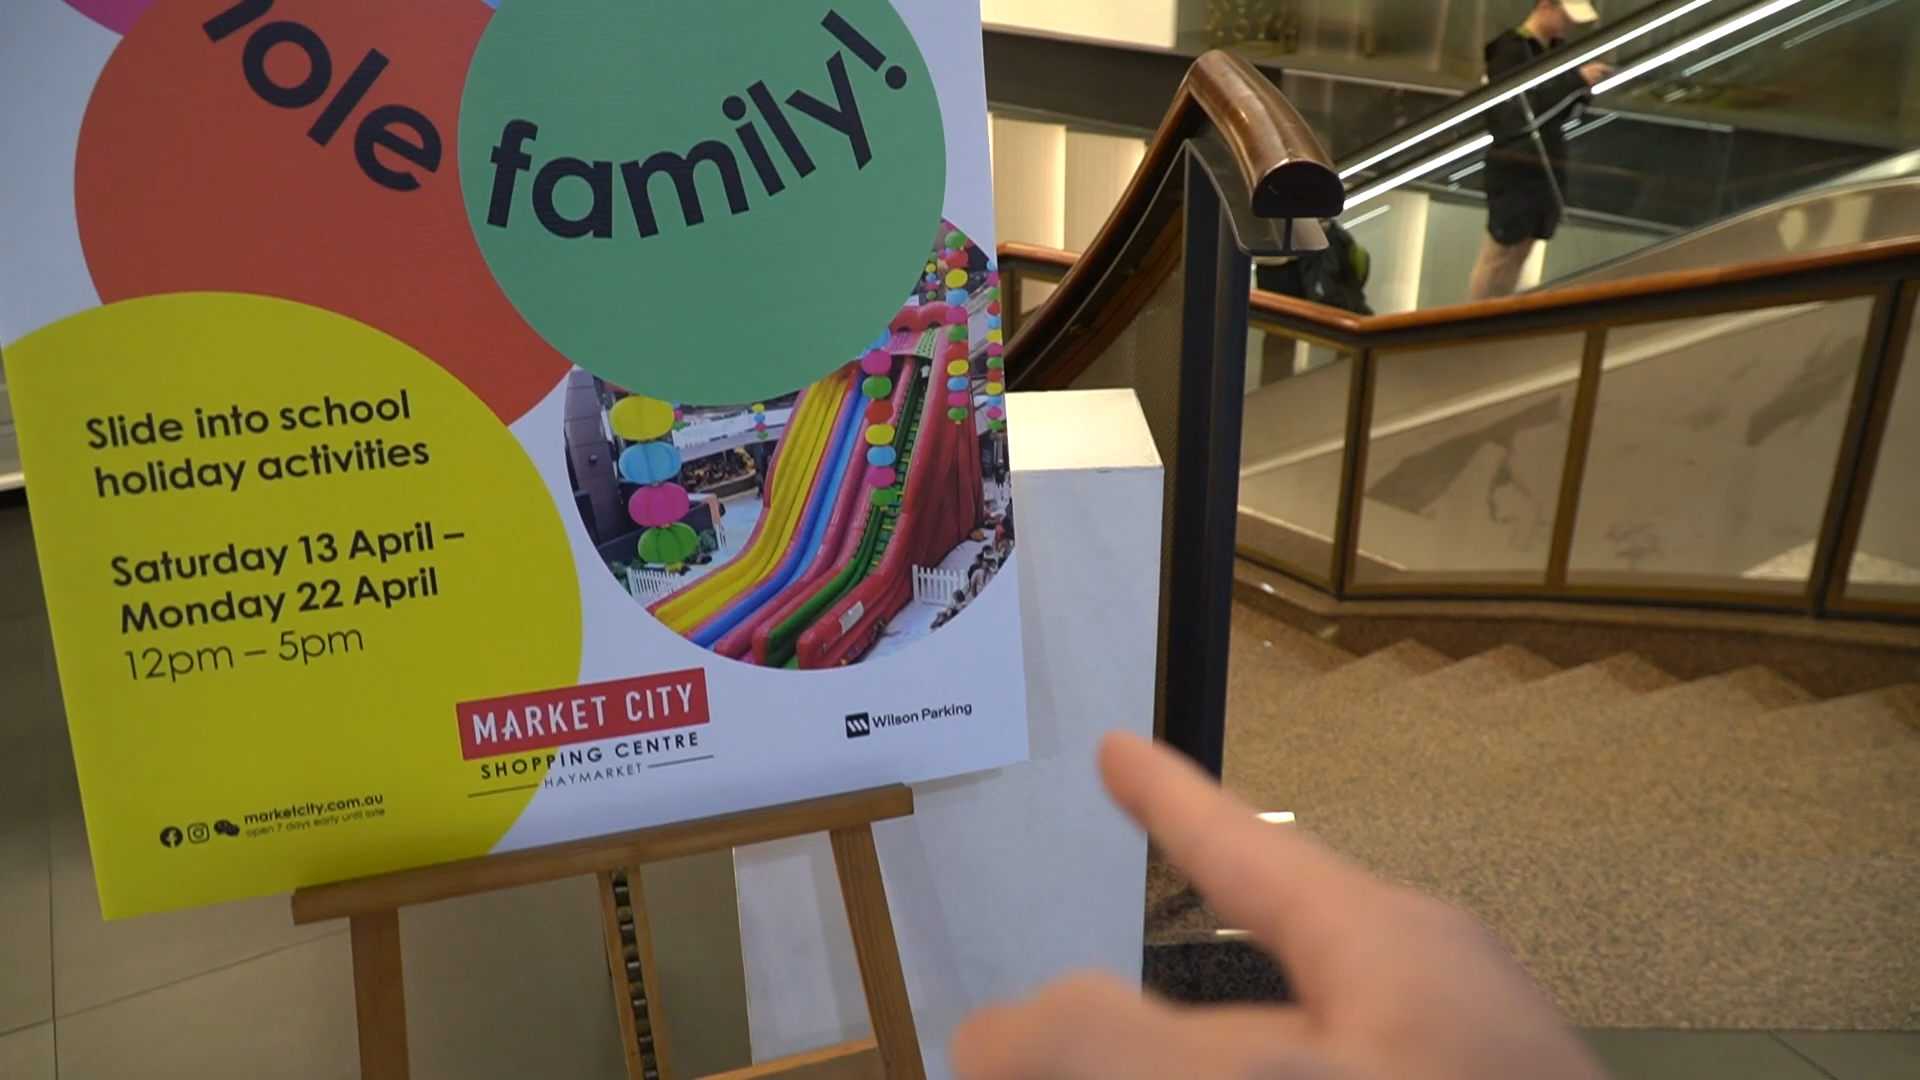 hole
family!
Slide into school
holiday activities
Saturday 13 April –
Monday 22 April
12pm – 5pm
MARKET CITY
SHOPPING CENTRE
HAYMARKET
Wilson Parking
marketcity.com.au
open 7 days early until late